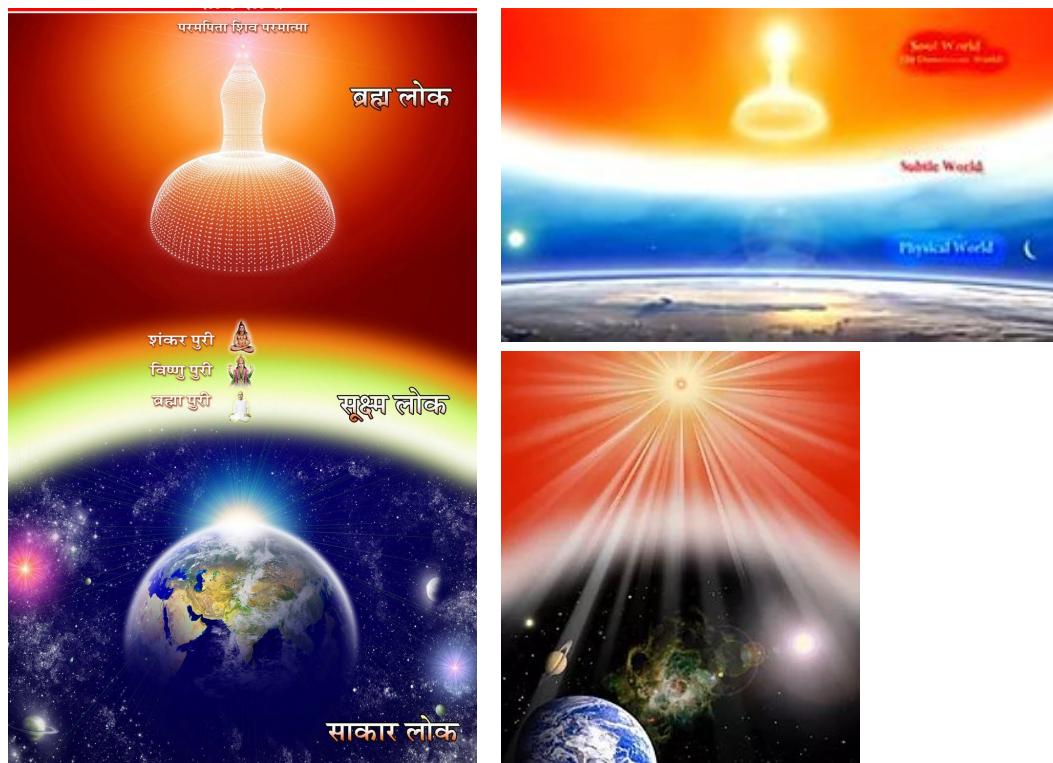 परमपिता शिव परमात्मा
ब्रह्म लोक
शंकर पुरी
विष्णु पुरी
ब्रह्मा पुरी
सूक्ष्म लोक
साकार लोक
Soul World
Subtle World
Physical World